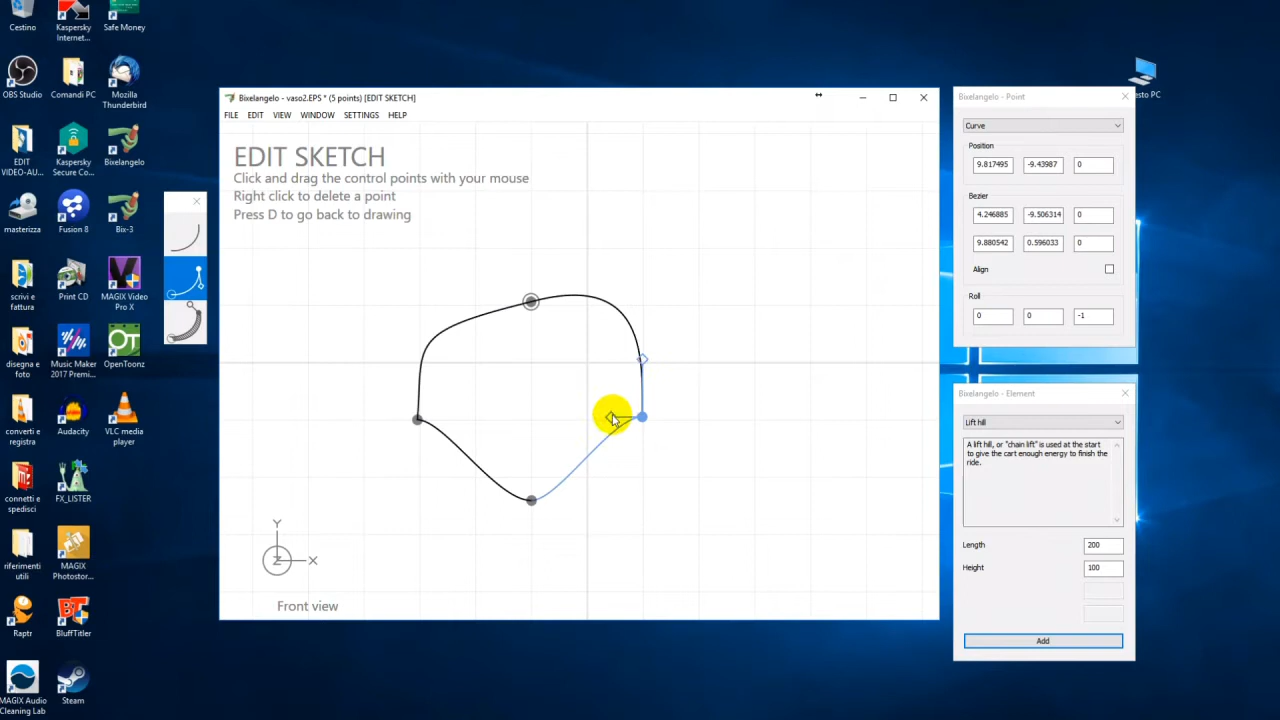 Cestino
Kaspersky
Internet...
Safe Money
OBS Studio
Comandi PC
Mozilla
Thunderbird
EDIT
VIDEO-AU...
Kaspersky
Secure Co...
Bixelangelo
masterizza
Fusion 8
Bix-3
scrivi e
fattura
Print CD
MAGIX Video
Pro X
disegna e
foto
Music Maker
2017 Premi...
OpenToonz
converti e
registra
Audacity
VLC media
player
connetti e
spedisci
FX_LISTER
riferimenti
utili
MAGIX
Photostor...
Raptr
BluffTitler
MAGIX Audio
Cleaning Lab
Steam
Bixelangelo - vaso2.EPS * (5 points) [EDIT SKETCH]
FILE EDIT VIEW WINDOW SETTINGS HELP
EDIT SKETCH
Click and drag the control points with your mouse
Right click to delete a point
Press D to go back to drawing
Y
Z
X
Front view
esto PC
Bixelangelo - Point
Curve
Position
9.817495 -9.43987 0
Bezier
4.246885 -9.506314 0
9.880542 0.596033 0
Align
Roll
0 0 -1
Bixelangelo - Element
Lift hill
A lift hill, or "chain lift" is used at the start
to give the cart enough energy to finish the
ride.
Length 200
Height 100
Add